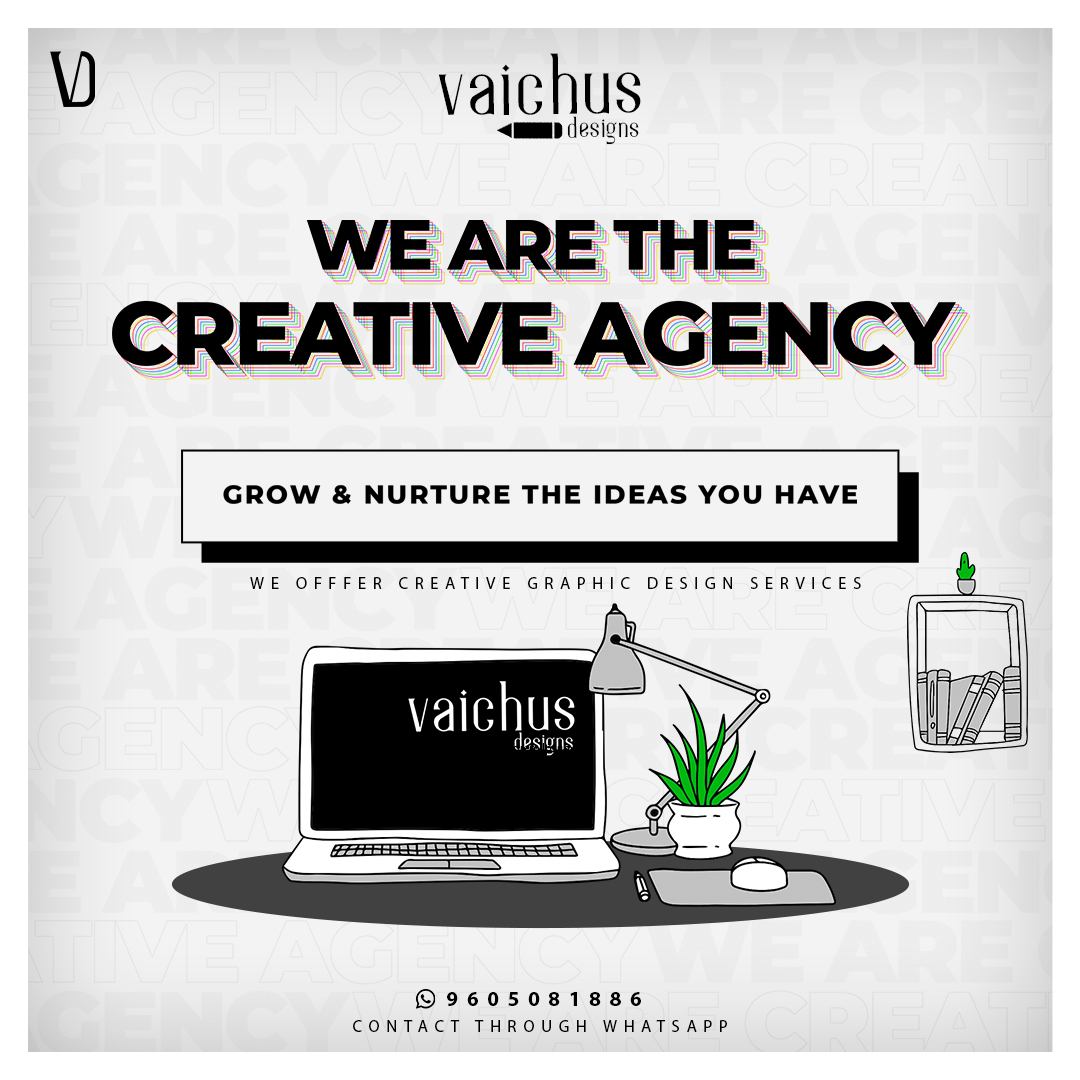 VD
vaichus
designs
WE ARE THE
CREATIVE AGENCY
GROW & NURTURE THE IDEAS YOU HAVE
WE OFFFER CREATIVE GRAPHIC DESIGN SERVICES
vaichus
designs
9605081886
CONTACT THROUGH WHATSAPP